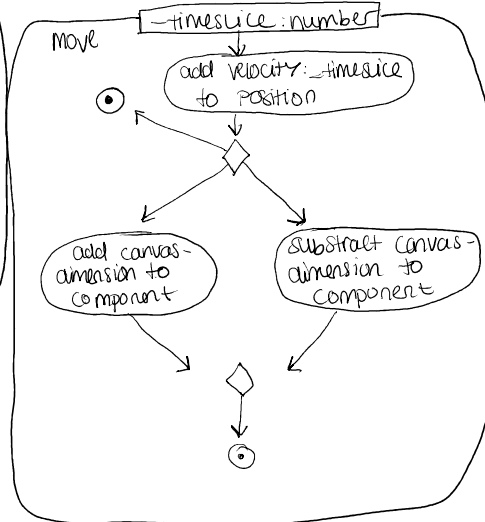 _timeslice:number
move
add velocity:_timeslice
to position
add canvas-
dimension to
component
substract canvas-
dimension to
component